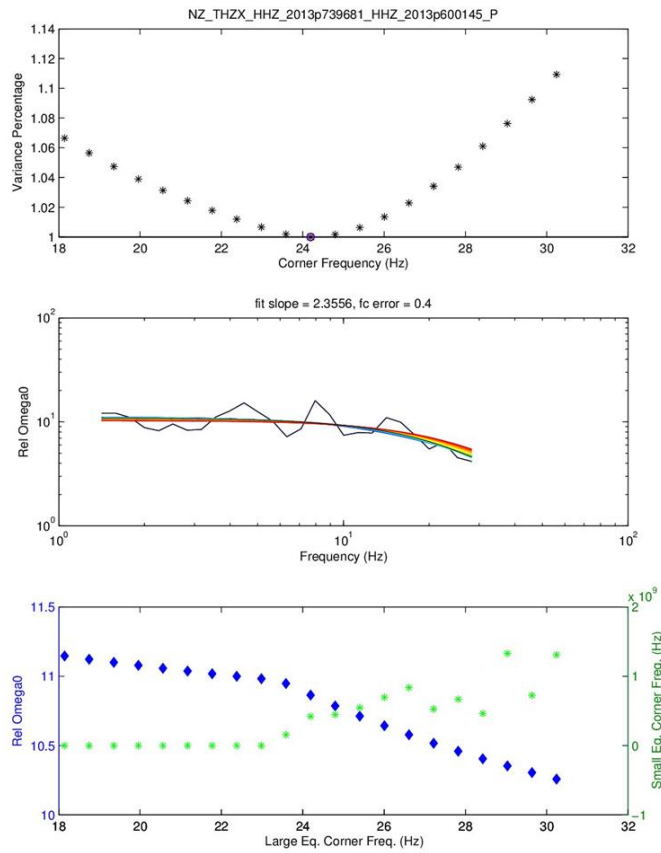 NZ_THZX_HHZ_2013p739681_HHZ_2013p600145_P
1.14
1.12
1.1
1.08
1.06
1.04
1.02
1
Variance Percentage
18 20 22 24 26 28 30 32
Corner Frequency (Hz)
fit slope = 2.3556, fc error = 0.4
10^2
10^1
10^0
Rel Omega0
10^0 10^1 10^2
Frequency (Hz)
x 10^9
11.5
11
10.5
10
Rel Omega0
2
1
0
−1
Small Eq. Corner Freq. (Hz)
18 20 22 24 26 28 30 32
Large Eq. Corner Freq. (Hz)